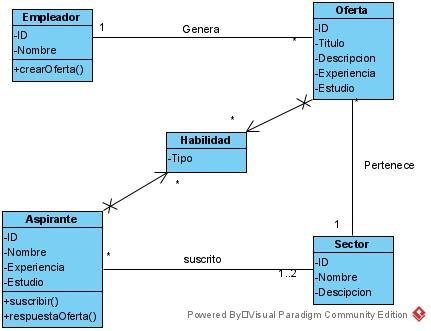 Empleador
-ID
-Nombre
+crearOferta()
1
Genera
*
Oferta
-ID
-Titulo
-Descripcion
-Experiencia
-Estudio
*
*
Habilidad
-Tipo
*
Pertenece
Aspirante
-ID
-Nombre
-Experiencia
-Estudio
+suscribir()
+respuestaOferta()
*
suscrito
1..2
1
Sector
-ID
-Nombre
-Descipcion
Powered By Visual Paradigm Community Edition